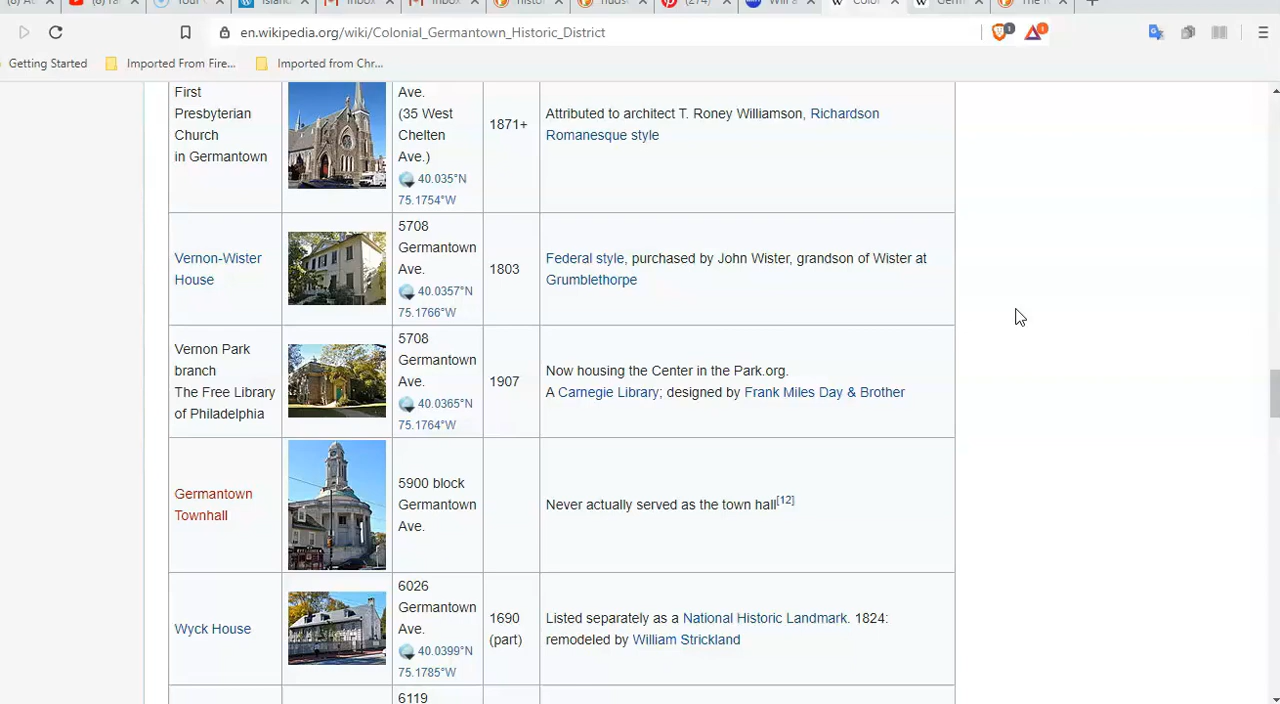 Inbox
Inbox
(274)
en.wikipedia.org/wiki/Colonial_Germantown_Historic_District
1
1
Getting Started
Imported From Fire...
Imported from Chr...
First
Presbyterian
Church
in Germantown
Ave.
(35 West
Chelten
Ave.)
40.035°N
75.1754°W
1871+
Attributed to architect T. Roney Williamson, Richardson
Romanesque style
Vernon-Wister
House
5708
Germantown
Ave.
40.0357°N
75.1766°W
1803
Federal style, purchased by John Wister, grandson of Wister at
Grumblethorpe
Vernon Park
branch
The Free Library
of Philadelphia
5708
Germantown
Ave.
40.0365°N
75.1764°W
1907
Now housing the Center in the Park.org.
A Carnegie Library; designed by Frank Miles Day & Brother
Germantown
Townhall
5900 block
Germantown
Ave.
Never actually served as the town hall[12]
Wyck House
6026
Germantown
Ave.
40.0399°N
75.1785°W
1690
(part)
Listed separately as a National Historic Landmark. 1824:
remodeled by William Strickland
6119